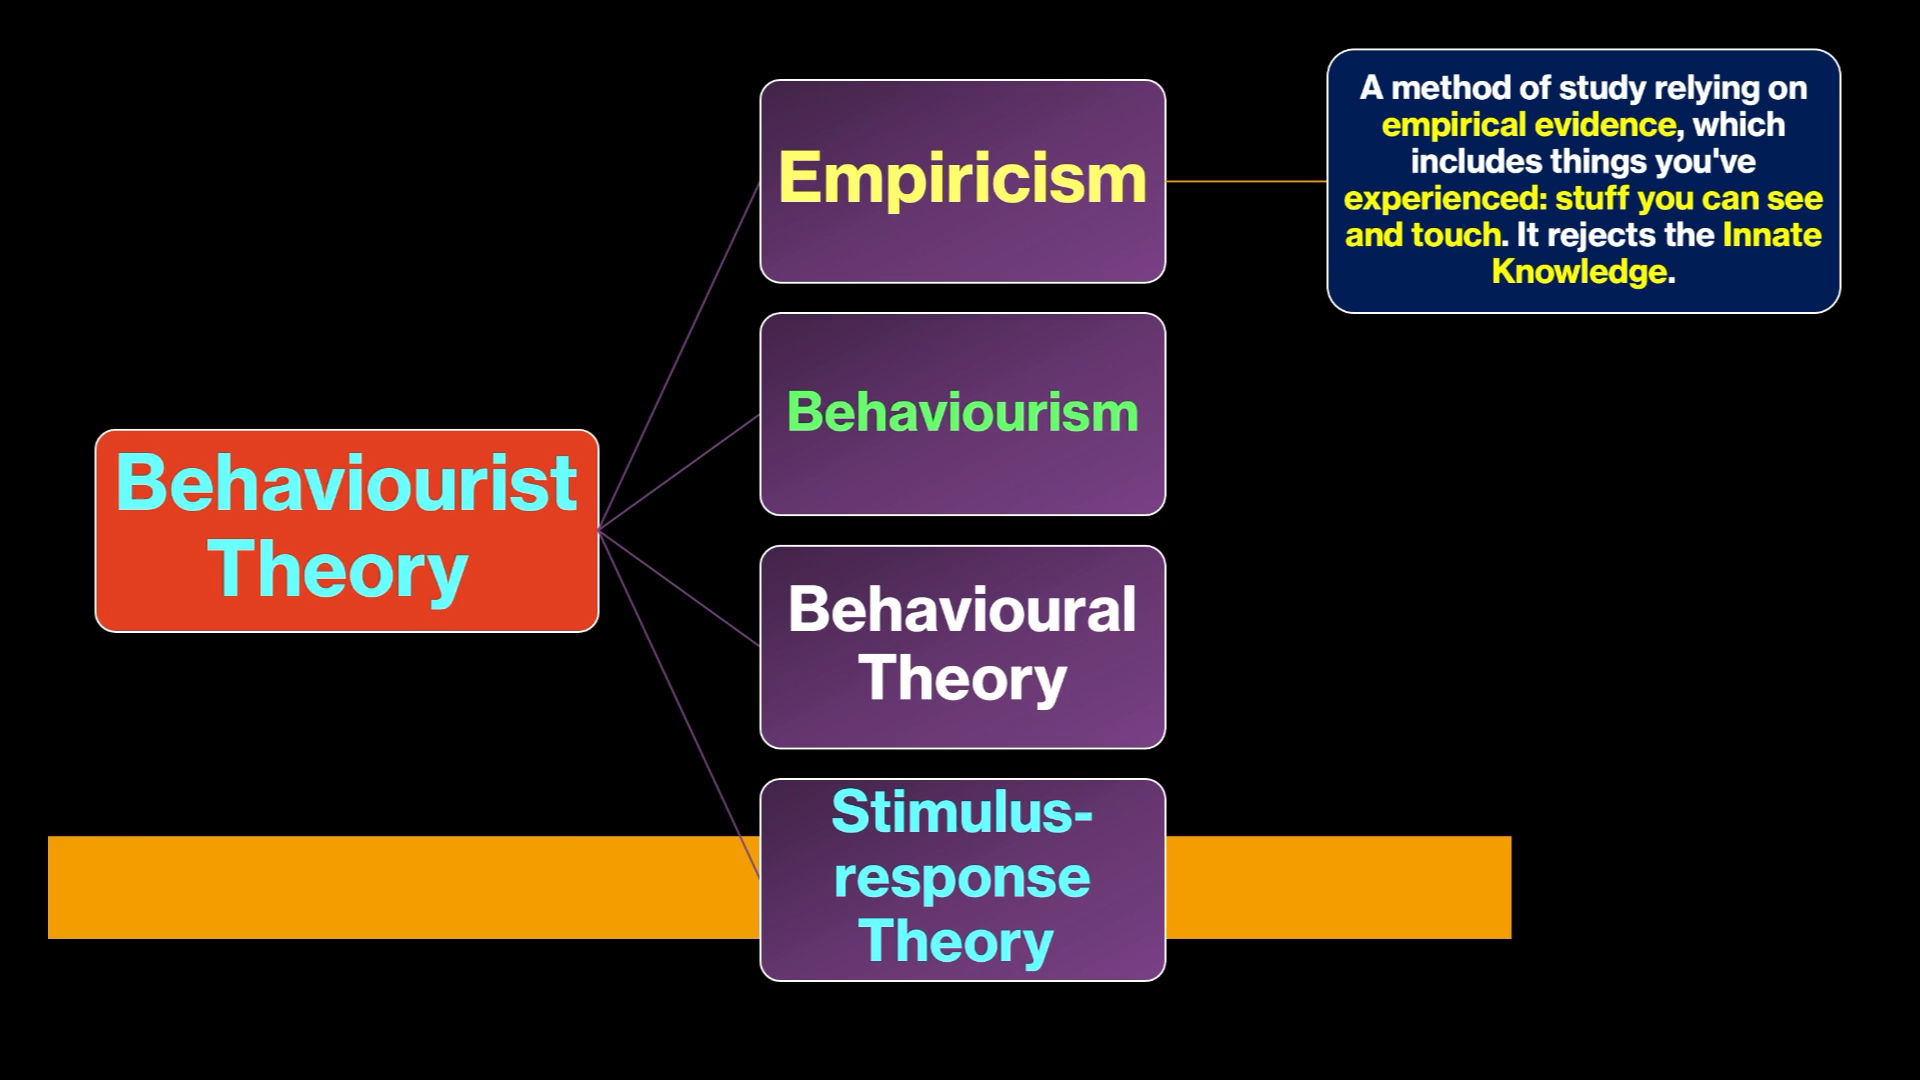 Behaviourist
Theory
Empiricism
Behaviourism
Behavioural
Theory
Stimulus-
response
Theory
A method of study relying on
empirical evidence, which
includes things you've
experienced: stuff you can see
and touch. It rejects the Innate
Knowledge.